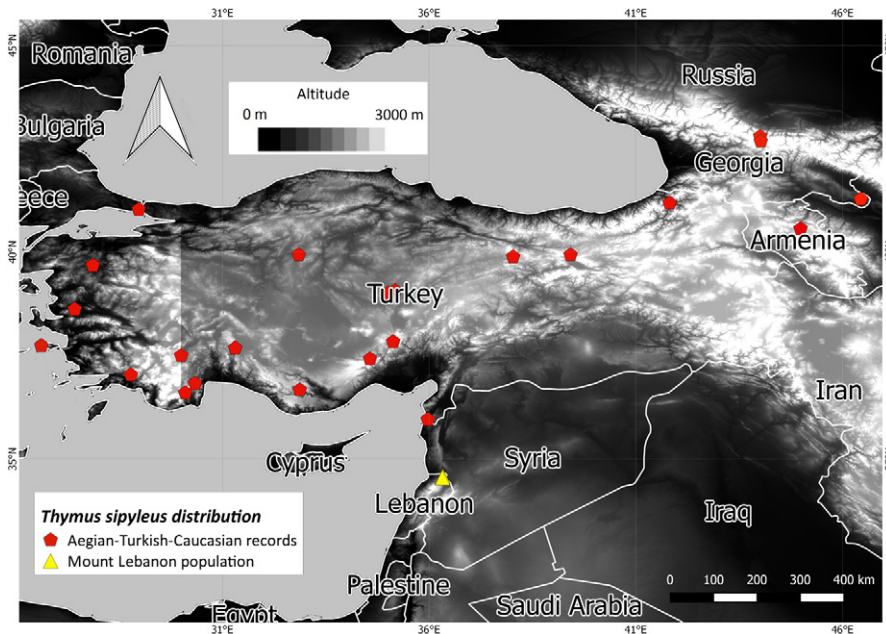 31°E 36°E 41°E 46°E
45°N
Romania
Russia
Altitude
0 m 3000 m
Bulgaria
Georgia
eece
40°N
Armenia
Turkey
Iran
35°N
Cyprus
Syria
Lebanon
Iraq
Thymus sipyleus distribution
Aegian-Turkish-Caucasian records
Mount Lebanon population
Palestine
0 100 200 300 400 km
Saudi Arabia
Egypt
31°E 36°E 41°E 46°E